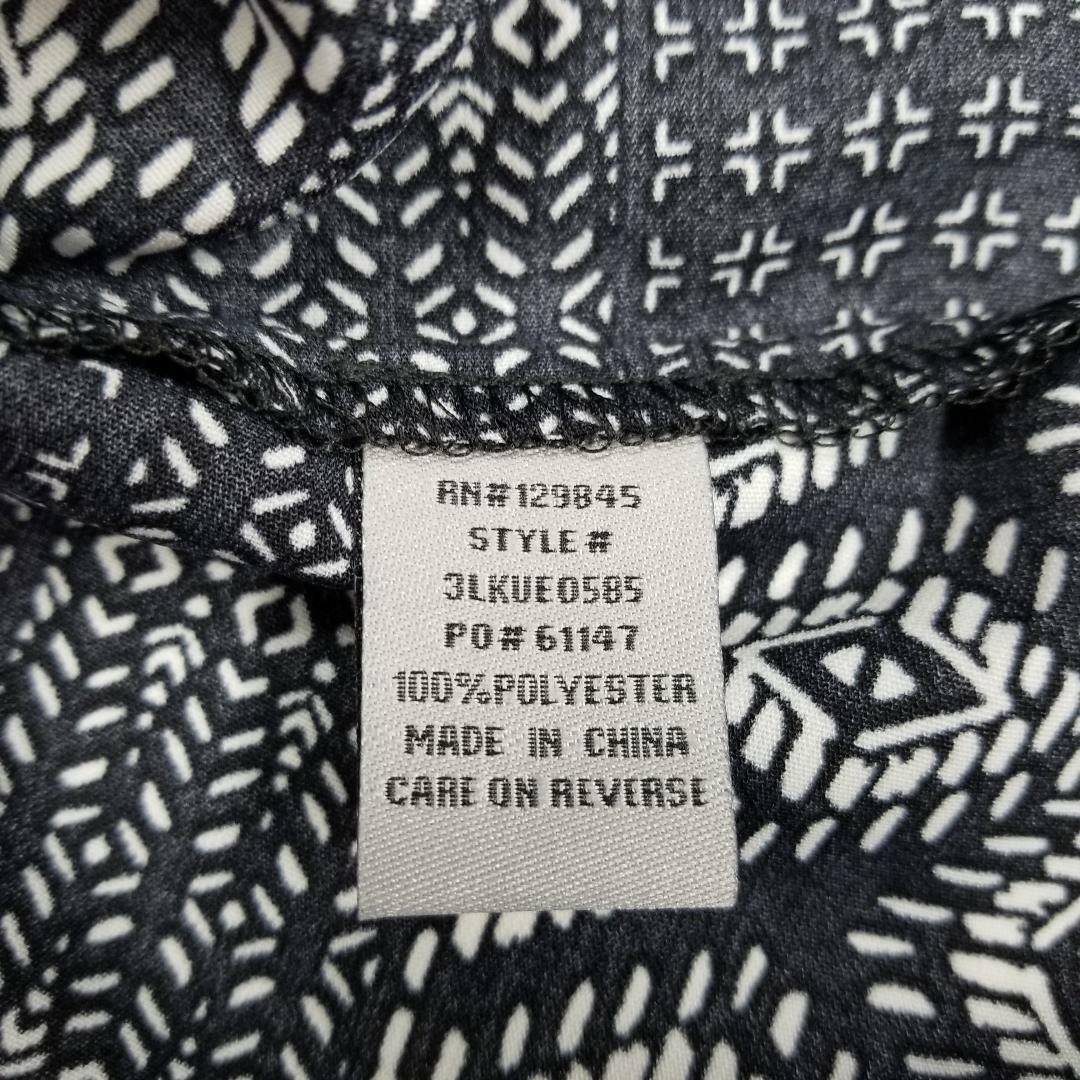 RN#129845
STYLE#
3LKUE0585
PO#61147
100%POLYESTER
MADE IN CHINA
CARE ON REVERSE